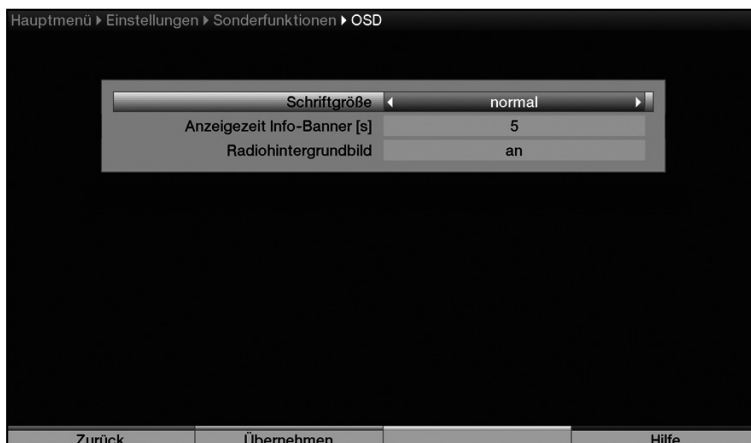 Hauptmenü ▸ Einstellungen ▸ Sonderfunktionen ▸ OSD
Schriftgröße normal
Anzeigezeit Info-Banner [s] 5
Radiohintergrundbild an
Zurück Übernehmen Hilfe